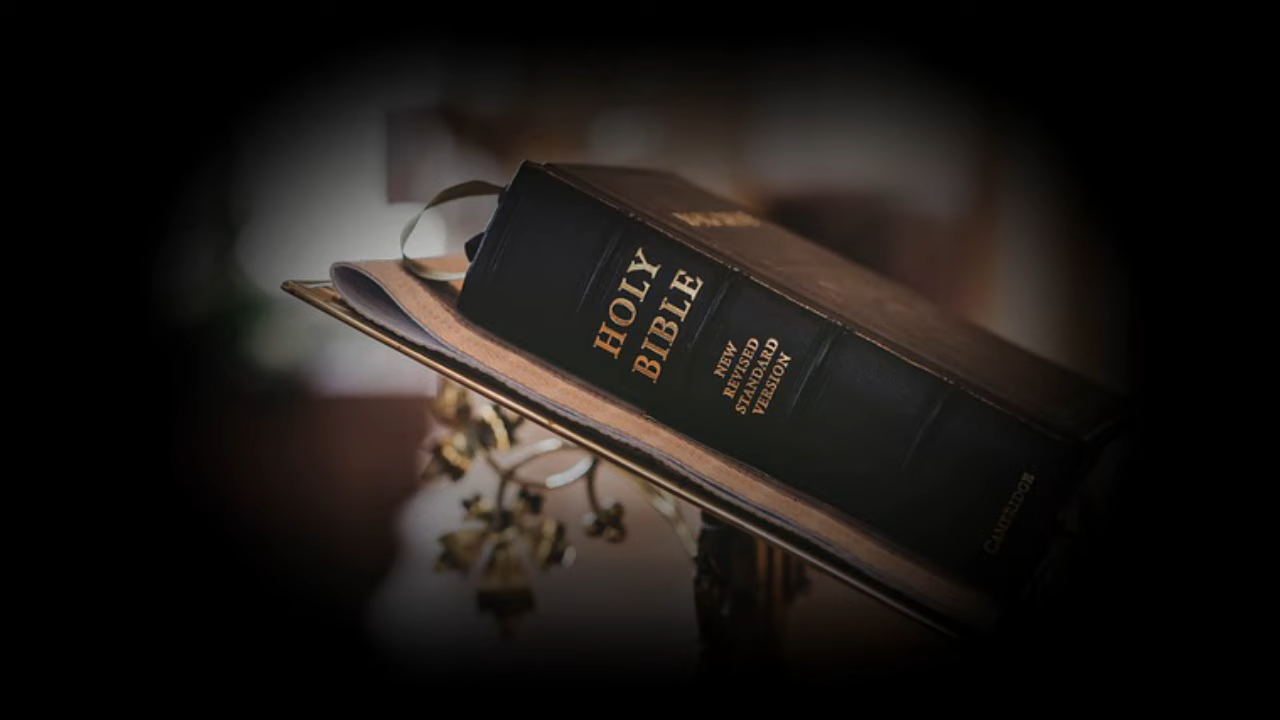 HOLY
BIBLE
NEW
REVISED
STANDARD
VERSION
CAMBRIDGE